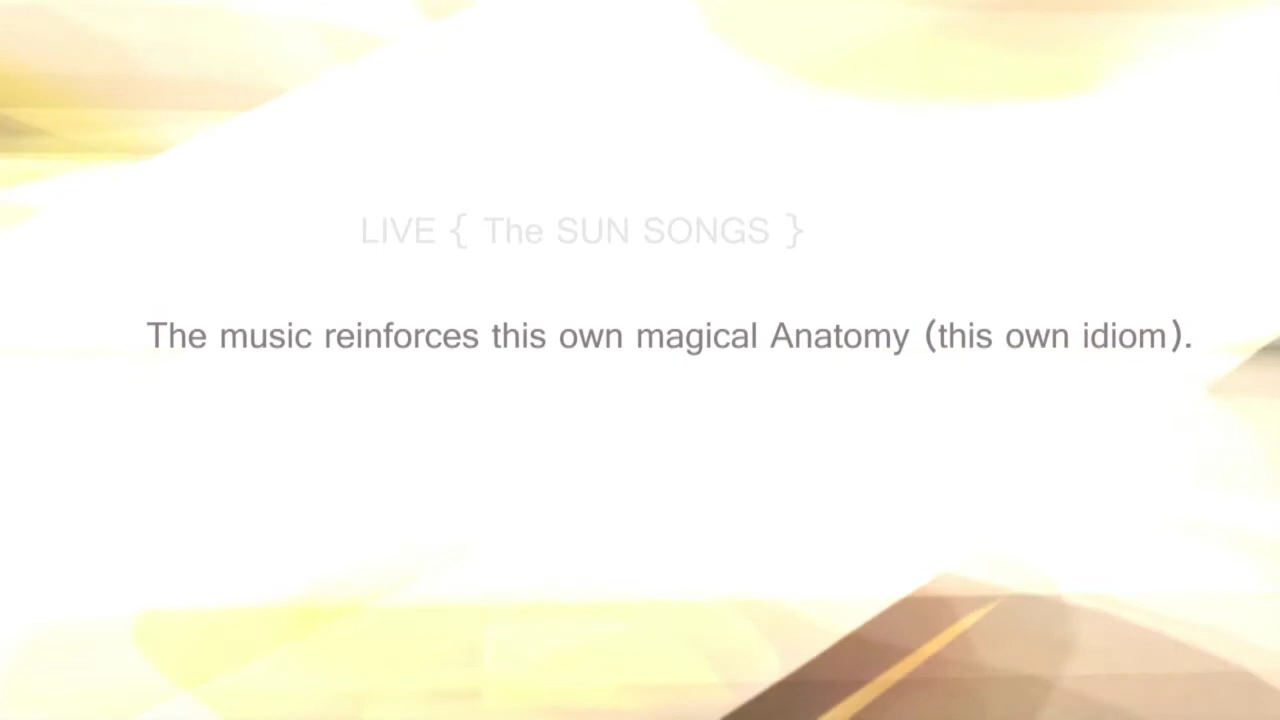 LIVE { The SUN SONGS }
The music reinforces this own magical Anatomy (this own idiom).